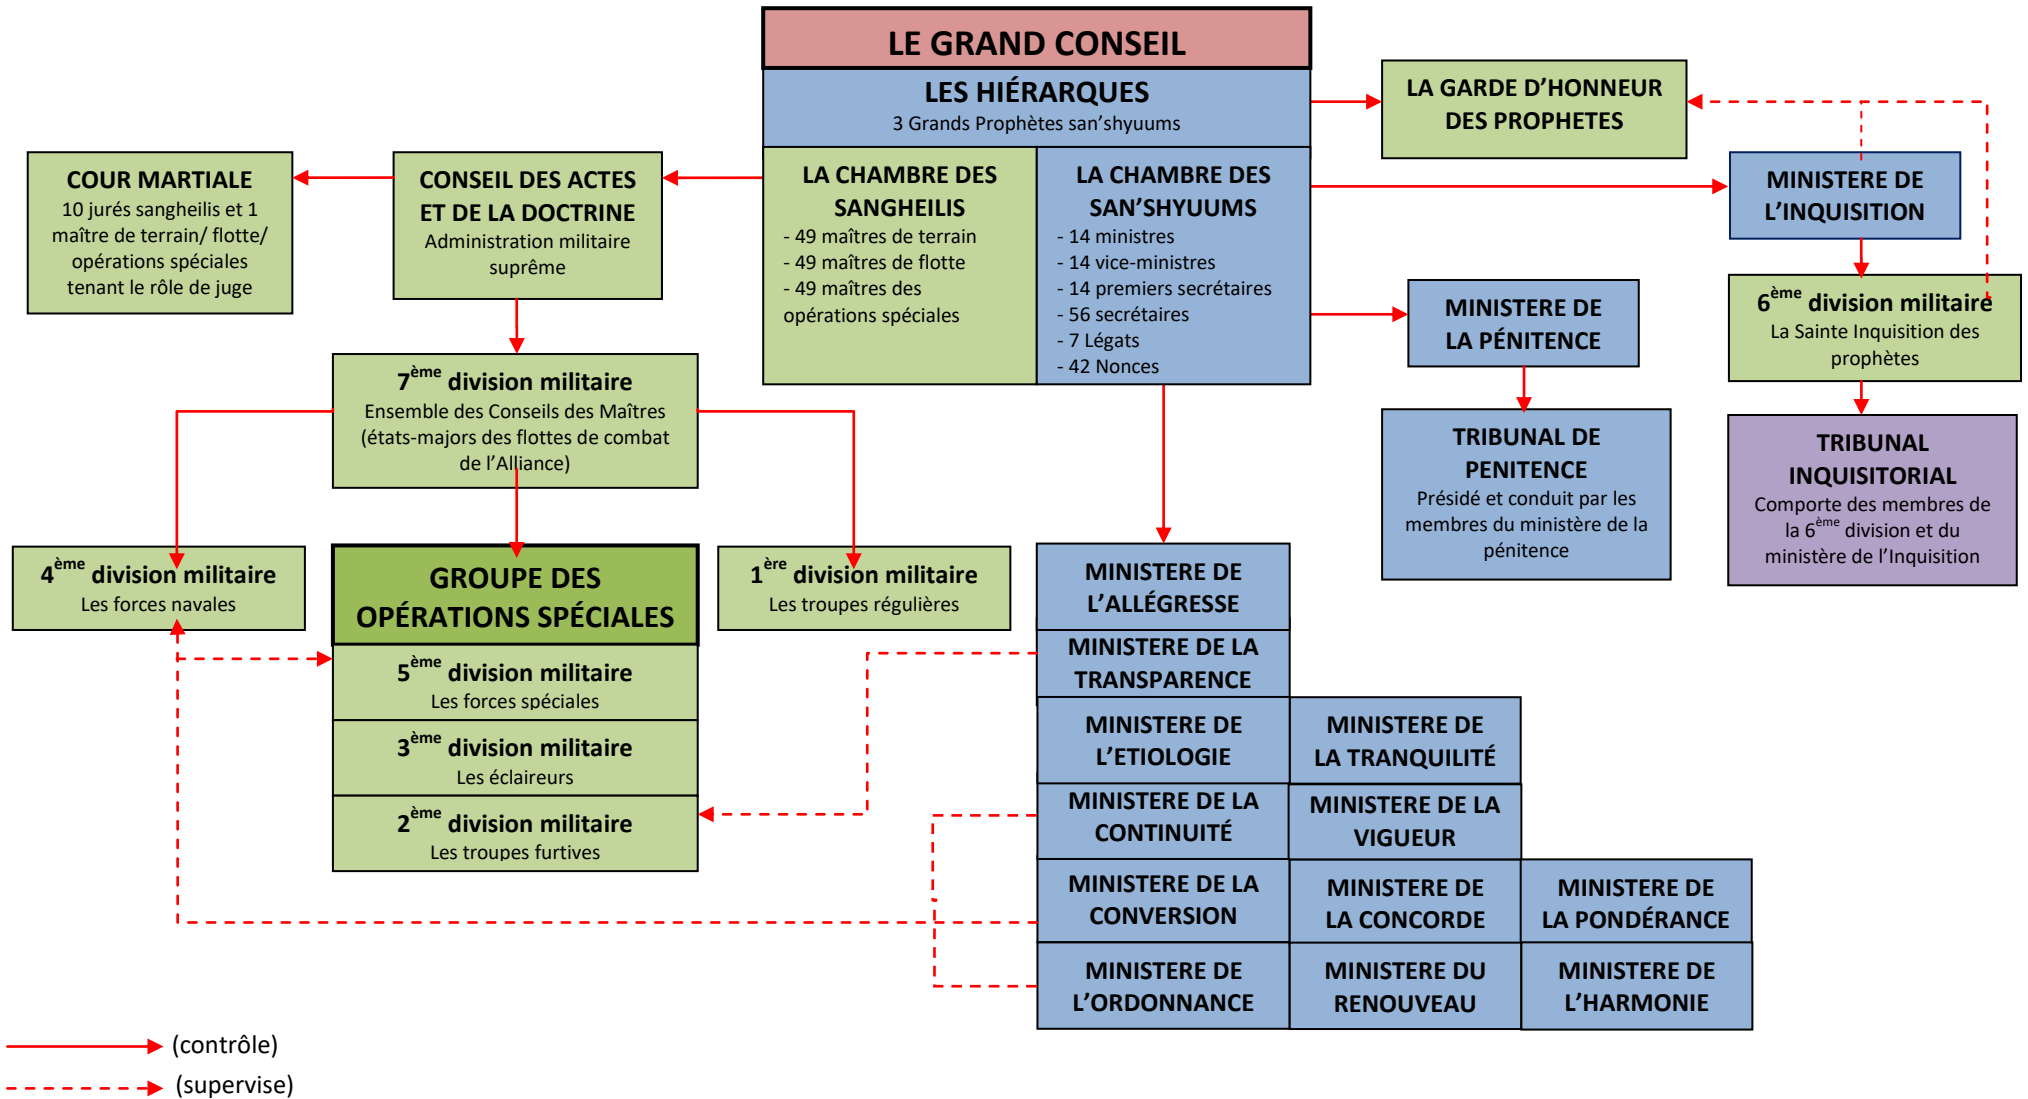 LE GRAND CONSEIL
LES HIÉRARQUES
3 Grands Prophètes san'shyuums
LA GARDE D'HONNEUR
DES PROPHETES
COUR MARTIALE
10 jurés sangheilis et 1
maître de terrain/ flotte/
opérations spéciales
tenant le rôle de juge
CONSEIL DES ACTES
ET DE LA DOCTRINE
Administration militaire
suprême
LA CHAMBRE DES
SANGHEILIS
- 49 maîtres de terrain
- 49 maîtres de flotte
- 49 maîtres des
opérations spéciales
LA CHAMBRE DES
SAN'SHYUUMS
- 14 ministres
- 14 vice-ministres
- 14 premiers secrétaires
- 56 secrétaires
- 7 Légats
- 42 Nonces
MINISTERE DE
L'INQUISITION
MINISTERE DE
LA PÉNITENCE
6ème division militaire
La Sainte Inquisition des
prophètes
7ème division militaire
Ensemble des Conseils des Maîtres
(états-majors des flottes de combat
de l'Alliance)
TRIBUNAL DE
PENITENCE
Présidé et conduit par les
membres du ministère de la
pénitence
TRIBUNAL
INQUISITORIAL
Comporte des membres de
la 6ème division et du
ministère de l'Inquisition
4ème division militaire
Les forces navales
GROUPE DES
OPÉRATIONS SPÉCIALES
1ère division militaire
Les troupes régulières
5ème division militaire
Les forces spéciales
3ème division militaire
Les éclaireurs
2ème division militaire
Les troupes furtives
MINISTERE DE
L'ALLÉGRESSE
MINISTERE DE LA
TRANSPARENCE
MINISTERE DE
L'ETIOLOGIE
MINISTERE DE
LA TRANQUILITÉ
MINISTERE DE LA
CONTINUITÉ
MINISTERE DE LA
VIGUEUR
MINISTERE DE LA
CONVERSION
MINISTERE DE
LA CONCORDE
MINISTERE DE
LA PONDÉRANCE
MINISTERE DE
L'ORDONNANCE
MINISTERE DU
RENOUVEAU
MINISTERE DE
L'HARMONIE
(contrôle)
(supervise)